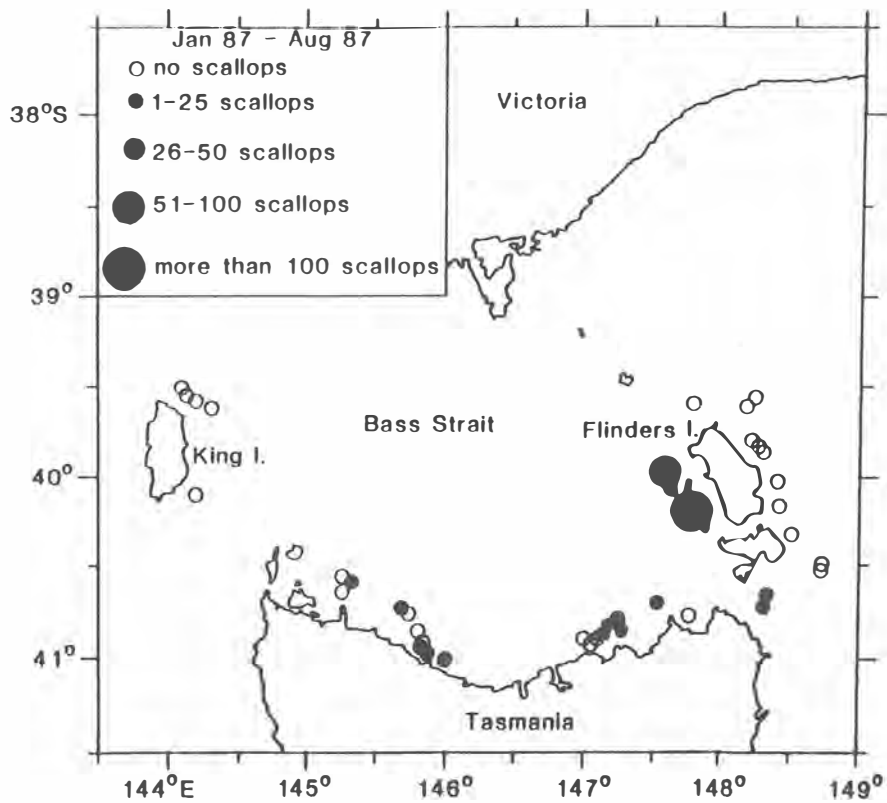 Jan 87 - Aug 87
no scallops
1-25 scallops
26-50 scallops
51-100 scallops
more than 100 scallops
Victoria
38°S
39°
40°
41°
Bass Strait
Flinders I.
King I.
Tasmania
144°E 145° 146° 147° 148° 149°